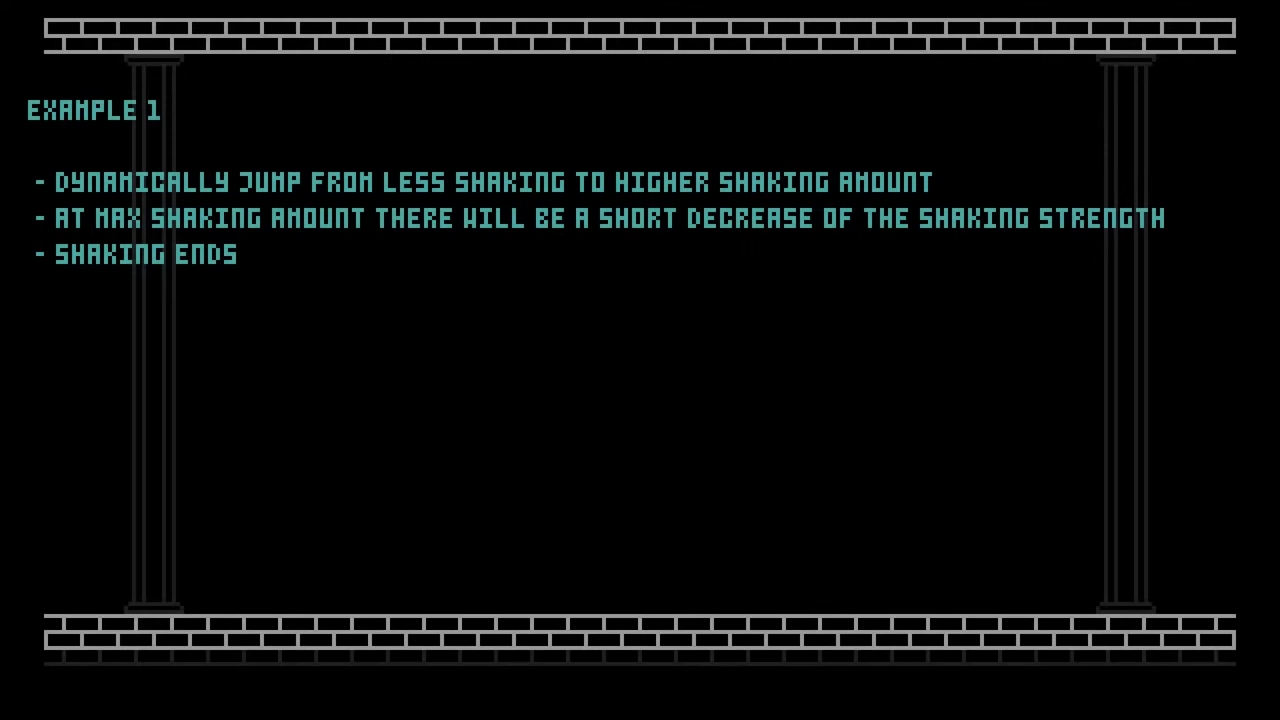 EXAMPLE 1
- DYNAMICALLY JUMP FROM LESS SHAKING TO HIGHER SHAKING AMOUNT
- AT MAX SHAKING AMOUNT THERE WILL BE A SHORT DECREASE OF THE SHAKING STRENGTH
- SHAKING ENDS